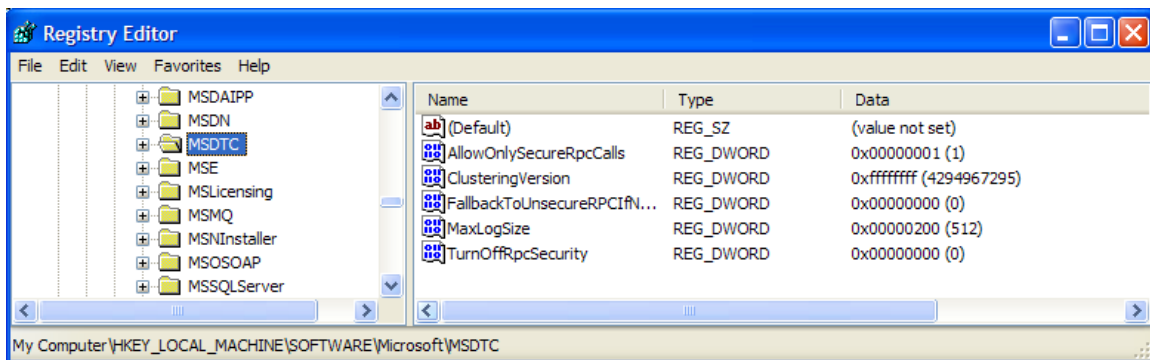 Registry Editor
File Edit View Favorites Help
MSDAIPP
MSDN
MSDTC
MSE
MSLicensing
MSMQ
MSNInstaller
MSOSOAP
MSSQLServer
Name Type Data
(Default) REG_SZ (value not set)
AllowOnlySecureRpcCalls REG_DWORD 0x00000001 (1)
ClusteringVersion REG_DWORD 0xffffffff (4294967295)
FallbackToUnsecureRPCIfN... REG_DWORD 0x00000000 (0)
MaxLogSize REG_DWORD 0x00000200 (512)
TurnOffRpcSecurity REG_DWORD 0x00000000 (0)
My Computer\HKEY_LOCAL_MACHINE\SOFTWARE\Microsoft\MSDTC